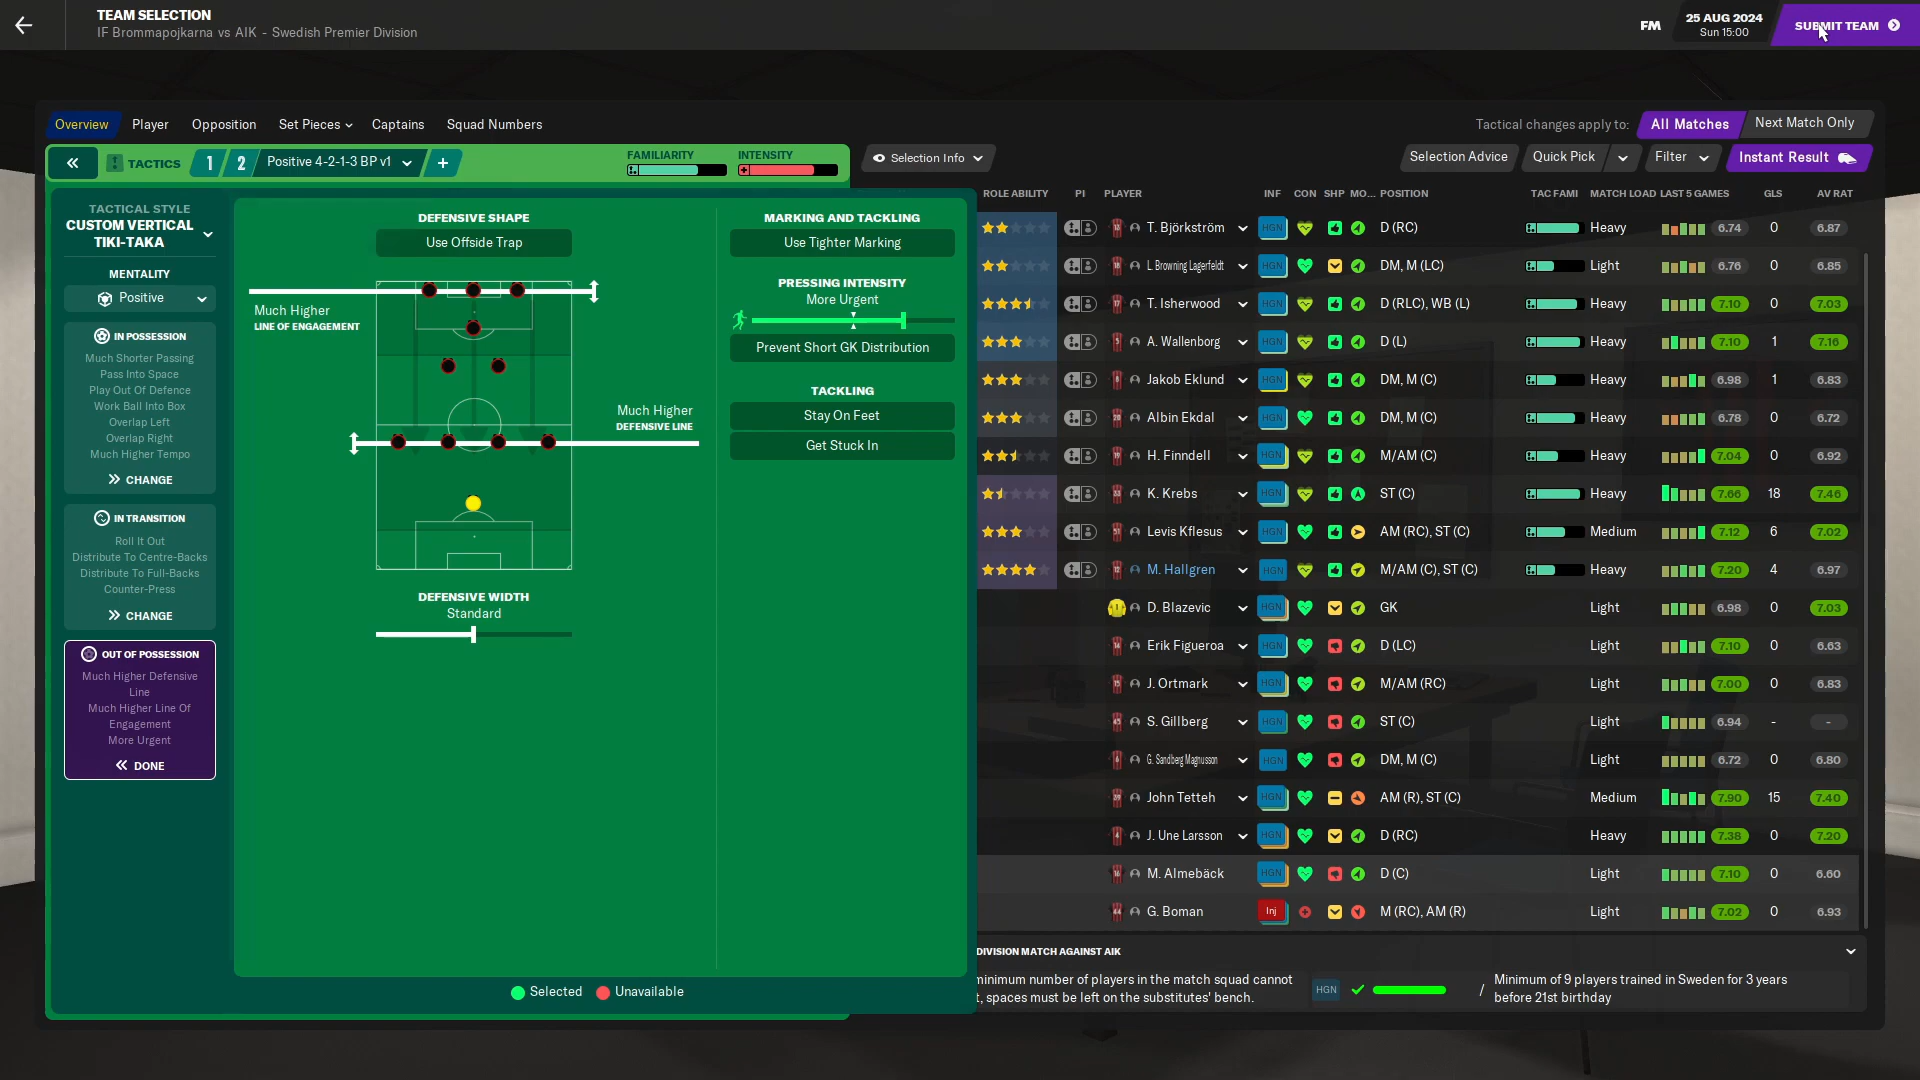 TEAM SELECTION
IF Brommapojkarna vs AIK - Swedish Premier Division
FM
25 AUG 2024
Sun 15:00
SUBMIT TEAM
Overview Player Opposition Set Pieces Captains Squad Numbers
Tactical changes apply to: All Matches Next Match Only
TACTICS 1 2 Positive 4-2-1-3 BP v1 +
FAMILIARITY
INTENSITY
Selection Info
Selection Advice Quick Pick Filter Instant Result
TACTICAL STYLE
CUSTOM VERTICAL
TIKI-TAKA
MENTALITY
Positive
IN POSSESSION
Much Shorter Passing
Pass Into Space
Play Out Of Defence
Work Ball Into Box
Overlap Left
Overlap Right
Much Higher Tempo
CHANGE
IN TRANSITION
Roll It Out
Distribute To Centre-Backs
Distribute To Full-Backs
Counter-Press
CHANGE
OUT OF POSSESSION
Much Higher Defensive
Line
Much Higher Line Of
Engagement
More Urgent
DONE
DEFENSIVE SHAPE
Use Offside Trap
Much Higher
LINE OF ENGAGEMENT
Much Higher
DEFENSIVE LINE
DEFENSIVE WIDTH
Standard
MARKING AND TACKLING
Use Tighter Marking
PRESSING INTENSITY
More Urgent
Prevent Short GK Distribution
TACKLING
Stay On Feet
Get Stuck In
Selected Unavailable
ROLE ABILITY PI PLAYER INF CON SHP MO... POSITION TAC FAMI MATCH LOAD LAST 5 GAMES GLS AV RAT
T. Björkström HGN D (RC) Heavy 6.74 0 6.87
L. Browning Lagerfeldt HGN DM, M (LC) Light 6.76 0 6.85
T. Isherwood HGN D (RLC), WB (L) Heavy 7.10 0 7.03
A. Wallenborg HGN D (L) Heavy 7.10 1 7.16
Jakob Eklund HGN DM, M (C) Heavy 6.98 1 6.83
Albin Ekdal HGN DM, M (C) Heavy 6.78 0 6.72
H. Finndell HGN M/AM (C) Heavy 7.04 0 6.92
K. Krebs HGN ST (C) Heavy 7.66 18 7.46
Levis Kflesus HGN AM (RC), ST (C) Medium 7.12 6 7.02
M. Hallgren HGN M/AM (C), ST (C) Heavy 7.20 4 6.97
D. Blazevic HGN GK Light 6.98 0 7.03
Erik Figueroa HGN D (LC) Light 7.10 0 6.63
J. Ortmark HGN M/AM (RC) Light 7.00 0 6.83
S. Gillberg HGN ST (C) Light 6.94 - -
G. Sandberg Magnusson HGN DM, M (C) Light 6.72 0 6.80
John Tetteh HGN AM (R), ST (C) Medium 7.90 15 7.40
J. Une Larsson HGN D (RC) Heavy 7.38 0 7.20
M. Almebäck HGN D (C) Light 7.10 0 6.60
G. Boman Inj M (RC), AM (R) Light 7.02 0 6.93
DIVISION MATCH AGAINST AIK
minimum number of players in the match squad cannot
t, spaces must be left on the substitutes' bench.
HGN / Minimum of 9 players trained in Sweden for 3 years
before 21st birthday